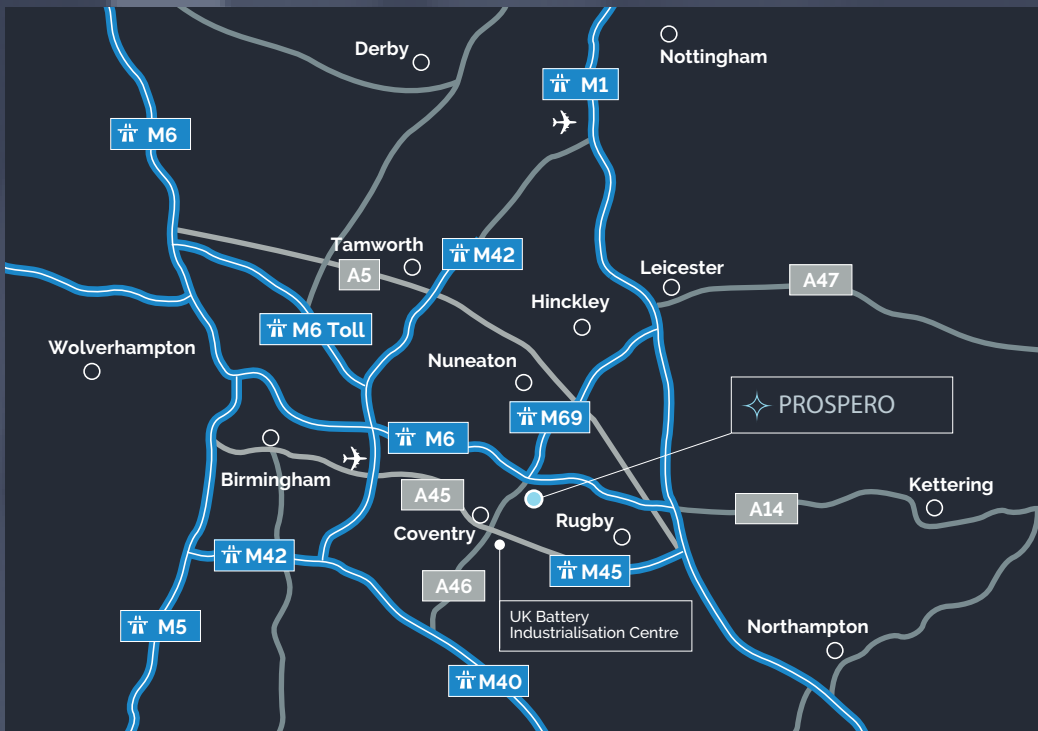 Derby
Nottingham
M1
M6
Tamworth
M42
A5
Leicester
A47
Hinckley
M6 Toll
Wolverhampton
Nuneaton
PROSPERO
M69
M6
Birmingham
A45
Kettering
A14
Coventry
Rugby
M42
M45
A46
UK Battery
Industrialisation Centre
M5
Northampton
M40